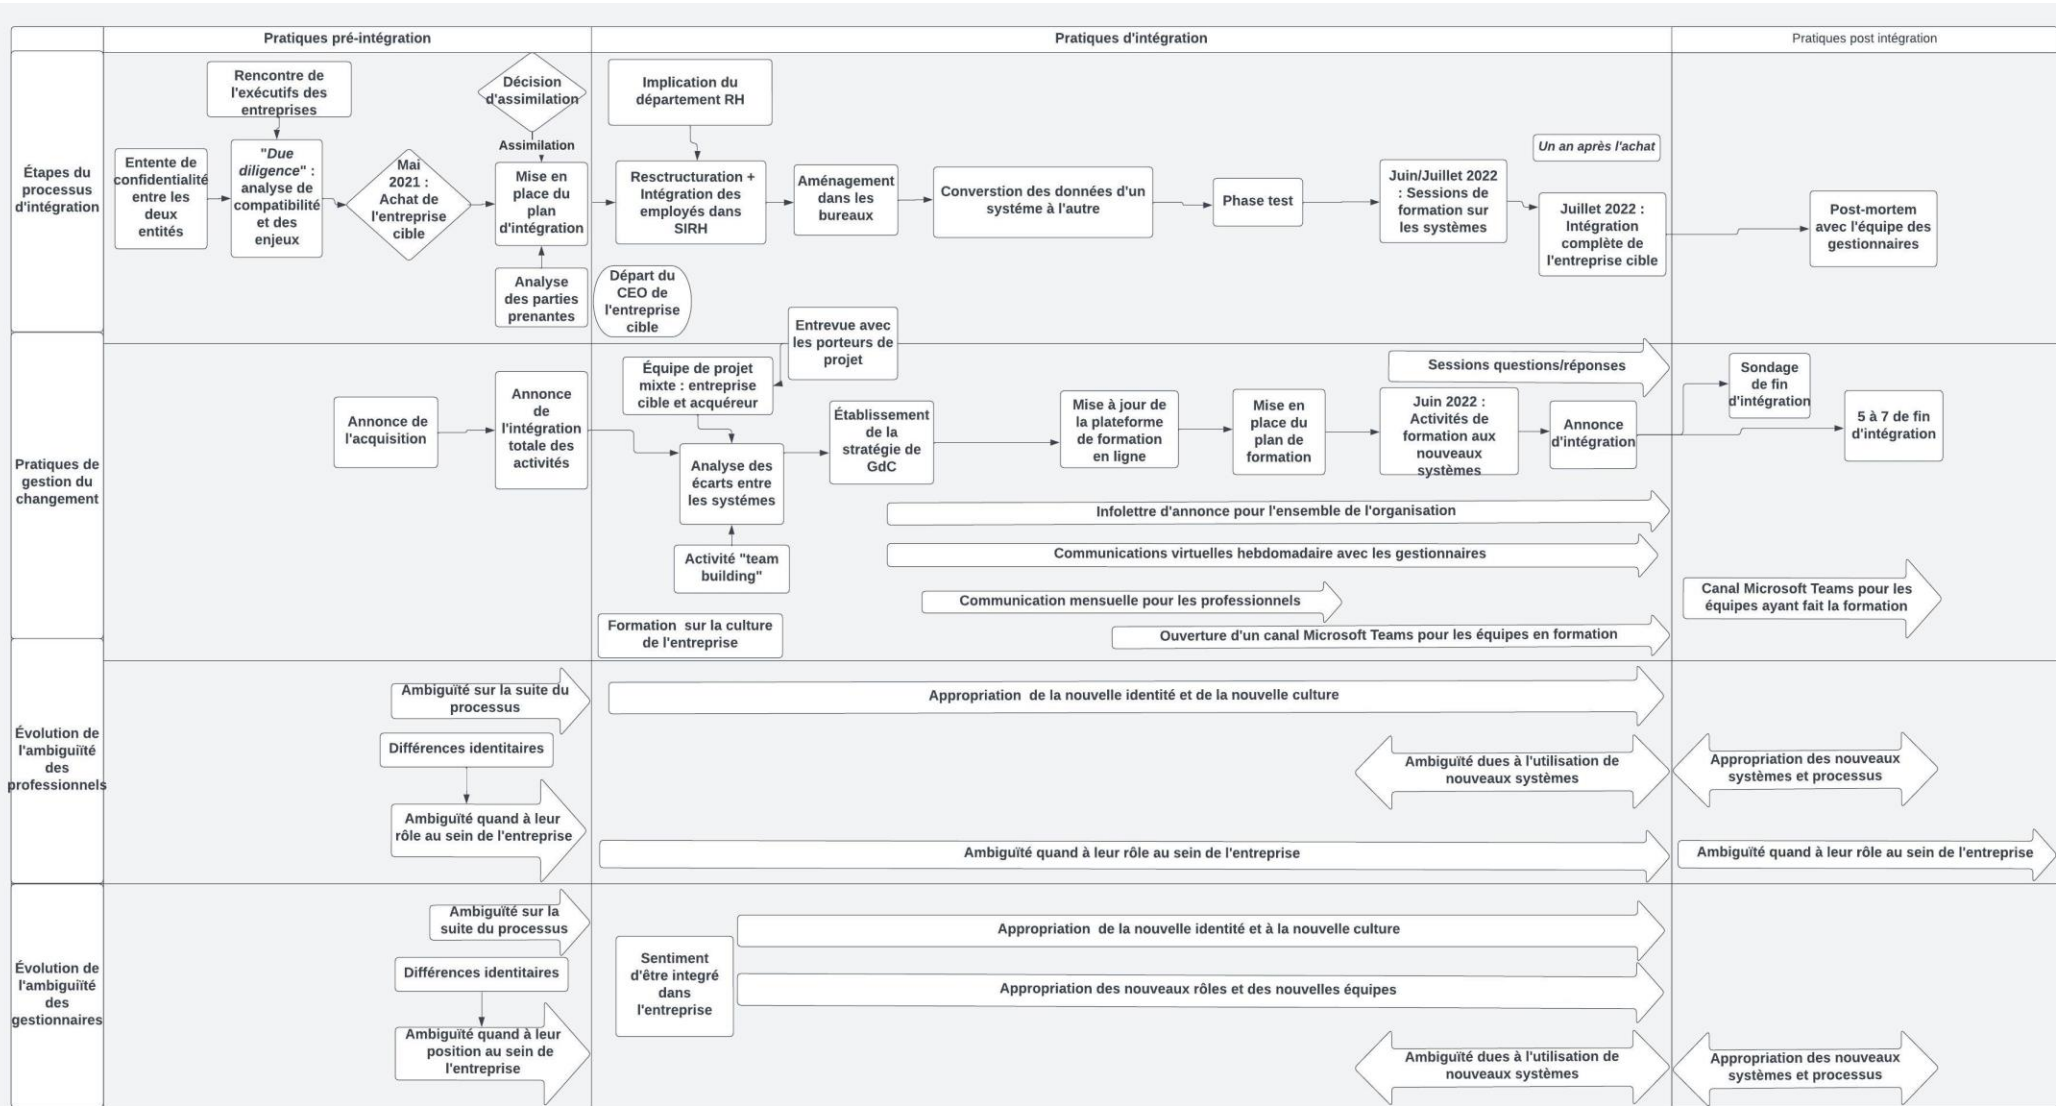 Pratiques pré-intégration
Pratiques d'intégration
Pratiques post intégration
Étapes du
processus
d'intégration
Rencontre de
l'exécutifs des
entreprises
Décision
d'assimilation
Assimilation
Entente de
confidentialité
entre les
deux
entités
"Due
diligence" :
analyse de
compatibilité
et des
enjeux
Mai
2021 :
Achat de
l'entreprise
cible
Mise en
place du
plan
d'intégration
Analyse
des parties
prenantes
Implication du
département RH
Resctructuration +
Intégration des
employés dans
SIRH
Départ du
CEO de
l'entreprise
cible
Aménagement
dans les
bureaux
Converstion des données d'un
systéme à l'autre
Phase test
Juin/Juillet 2022
: Sessions de
formation sur
les systèmes
Un an après l'achat
Juillet 2022 :
Intégration
complète de
l'entreprise cible
Post-mortem
avec l'équipe des
gestionnaires
Pratiques de
gestion du
changement
Annonce de
l'acquisition
Annonce
de
l'intégration
totale des
activités
Équipe de projet
mixte : entreprise
cible et acquéreur
Entrevue avec
les porteurs de
projet
Analyse des
écarts entre
les systémes
Activité "team
building"
Formation sur la culture
de l'entreprise
Établissement
de la
stratégie de
GdC
Mise à jour de
la plateforme
de formation
en ligne
Mise en
place du
plan de
formation
Sessions questions/réponses
Juin 2022 :
Activités de
formation aux
nouveaux
systèmes
Annonce
d'intégration
Sondage
de fin
d'intégration
5 à 7 de fin
d'intégration
Infolettre d'annonce pour l'ensemble de l'organisation
Communications virtuelles hebdomadaire avec les gestionnaires
Communication mensuelle pour les professionnels
Ouverture d'un canal Microsoft Teams pour les équipes en formation
Canal Microsoft Teams pour les
équipes ayant fait la formation
Évolution de
l'ambiguïté
des
professionnels
Ambiguïté sur la suite du
processus
Différences identitaires
Ambiguïté quand à leur
rôle au sein de l'entreprise
Appropriation de la nouvelle identité et de la nouvelle culture
Ambiguïté dues à l'utilisation de
nouveaux systèmes
Appropriation des nouveaux
systèmes et processus
Ambiguïté quand à leur rôle au sein de l'entreprise
Ambiguïté quand à leur rôle au sein de l'entreprise
Évolution de
l'ambiguïté
des
gestionnaires
Ambiguïté sur la
suite du processus
Différences identitaires
Ambiguïté quand à leur
position au sein de
l'entreprise
Sentiment
d'être integré
dans
l'entreprise
Appropriation de la nouvelle identité et à la nouvelle culture
Appropriation des nouveaux rôles et des nouvelles équipes
Ambiguïté dues à l'utilisation de
nouveaux systèmes
Appropriation des nouveaux
systèmes et processus